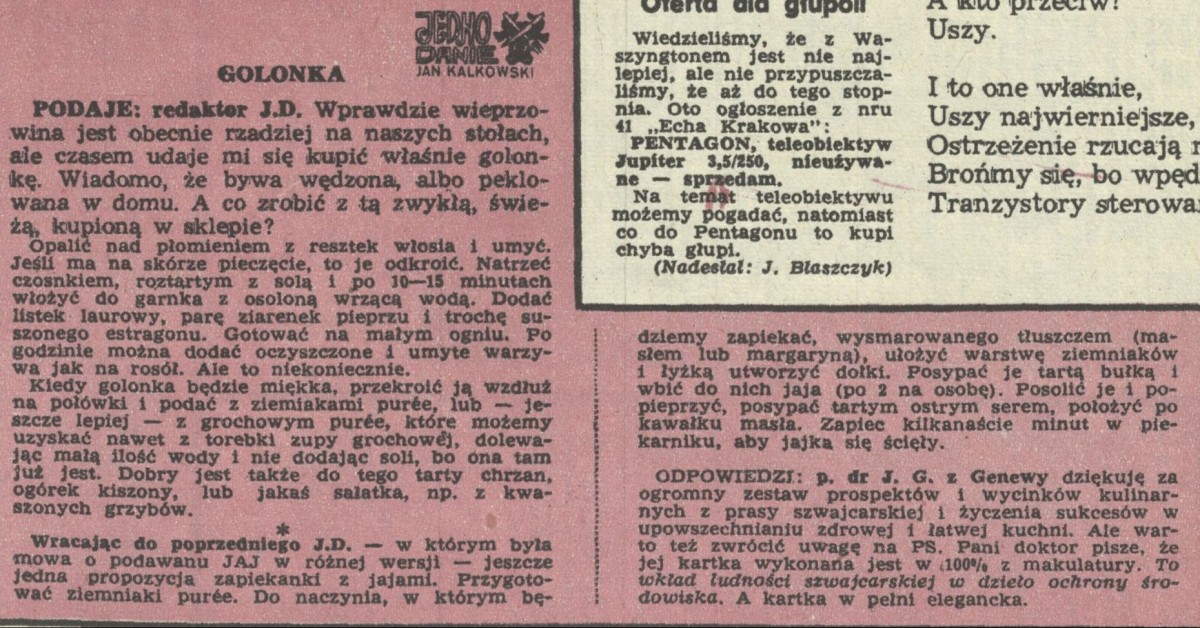 JEDNO
DANIE
JAN KALKOWSKI
GOLONKA
PODAJE: redaktor J.D. Wprawdzie wieprzo-
wina jest obecnie rzadziej na naszych stołach,
ale czasem udaje mi się kupić właśnie golon-
kę. Wiadomo, że bywa wędzona, albo peklo-
wana w domu. A co zrobić z tą zwykłą, świe-
żą, kupioną w sklepie?
Opalić nad płomieniem z resztek włosia i umyć.
Jeśli ma na skórze pieczęcie, to je odkroić. Natrzeć
czosnkiem, roztartym z solą i po 10—15 minutach
włożyć do garnka z osoloną wrzącą wodą. Dodać
listek laurowy, parę ziarenek pieprzu i trochę su-
szonego estragonu. Gotować na małym ogniu. Po
godzinie można dodać oczyszczone i umyte warzy-
wa jak na rosół. Ale to niekoniecznie.
Kiedy golonka będzie miękka, przekroić ją wzdłuż
na połówki i podać z ziemiakami purée, lub — je-
szcze lepiej — z grochowym purée, które możemy
uzyskać nawet z torebki zupy grochowej, dolewa-
jąc małą ilość wody i nie dodając soli, bo ona tam
już jest. Dobry jest także do tego tarty chrzan,
ogórek kiszony, lub jakaś sałatka, np. z kwa-
szonych grzybów.
*
Wracając do poprzedniego J.D. — w którym była
mowa o podawanu JAJ w różnej wersji — jeszcze
jedna propozycja zapiekanki z jajami. Przygoto-
wać ziemniaki purée. Do naczynia, w którym bę-
dziemy zapiekać, wysmarowanego tłuszczem (ma-
słem lub margaryną), ułożyć warstwę ziemniaków
i łyżką utworzyć dołki. Posypać je tartą bułką i
wbić do nich jaja (po 2 na osobę). Posolić je i po-
pieprzyć, posypać tartym ostrym serem, położyć po
kawałku masła. Zapiec kilkanaście minut w pie-
karniku, aby jajka się ścięły.
ODPOWIEDZI: p. dr J. G. z Genewy dziękuję za
ogromny zestaw prospektów i wycinków kulinar-
nych z prasy szwajcarskiej i życzenia sukcesów w
upowszechnianiu zdrowej i łatwej kuchni. Ale war-
to też zwrócić uwagę na PS. Pani doktor pisze, że
jej kartka wykonana jest w 100% z makulatury. To
wkład ludności szwajcarskiej w dzieło ochrony śro-
dowiska. A kartka w pełni elegancka.
Oferta dla głupoli
Wiedzieliśmy, że z Wa-
szyngtonem jest nie naj-
lepiej, ale nie przypuszcza-
liśmy, że aż do tego stop-
nia. Oto ogłoszenie z nru
41 „Echa Krakowa”:
PENTAGON, teleobiektyw
Jupiter 3,5/250, nieużywa-
ne — sprzedam.
Na temat teleobiektywu
możemy pogadać, natomiast
co do Pentagonu to kupi
chyba głupi.
(Nadesłał: J. Błaszczyk)
A kto przeciw?
Uszy.
I to one właśnie,
Uszy najwierniejsze,
Ostrzeżenie rzucają
Brońmy się, bo wpęd
Tranzystory sterowa